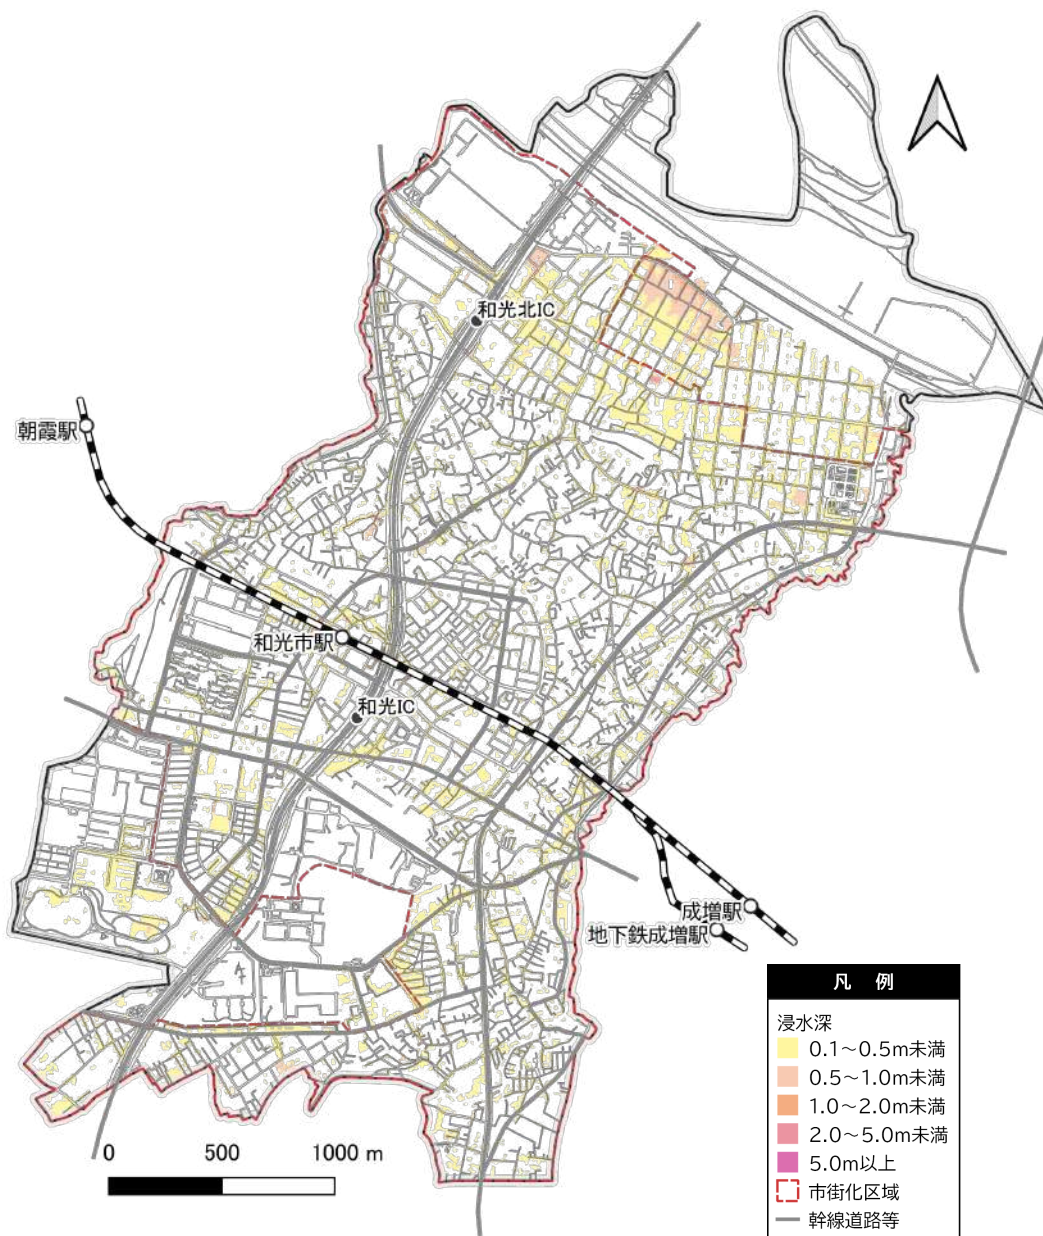 和光北IC
朝霞駅
和光市駅
和光IC
成増駅
地下鉄成増駅
凡 例
浸水深
0.1～0.5m未満
0.5～1.0m未満
1.0～2.0m未満
2.0～5.0m未満
5.0m以上
市街化区域
幹線道路等
0 500 1000 m